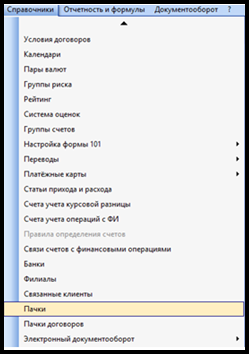 Справочники Отчетность и формулы Документооборот ?
Условия договоров
Календари
Пары валют
Группы риска
Рейтинг
Система оценок
Группы счетов
Настройка формы 101
Переводы
Платёжные карты
Статьи прихода и расхода
Счета учета курсовой разницы
Счета учета операций с ФИ
Правила определения счетов
Связи счетов с финансовыми операциями
Банки
Филиалы
Связанные клиенты
Пачки
Пачки договоров
Электронный документооборот